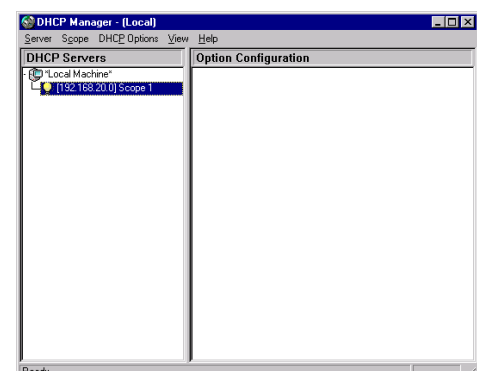 DHCP Manager - (Local)
Server Scope DHCP Options View Help
DHCP Servers
Option Configuration
*Local Machine*
[192.168.20.0] Scope 1
Ready